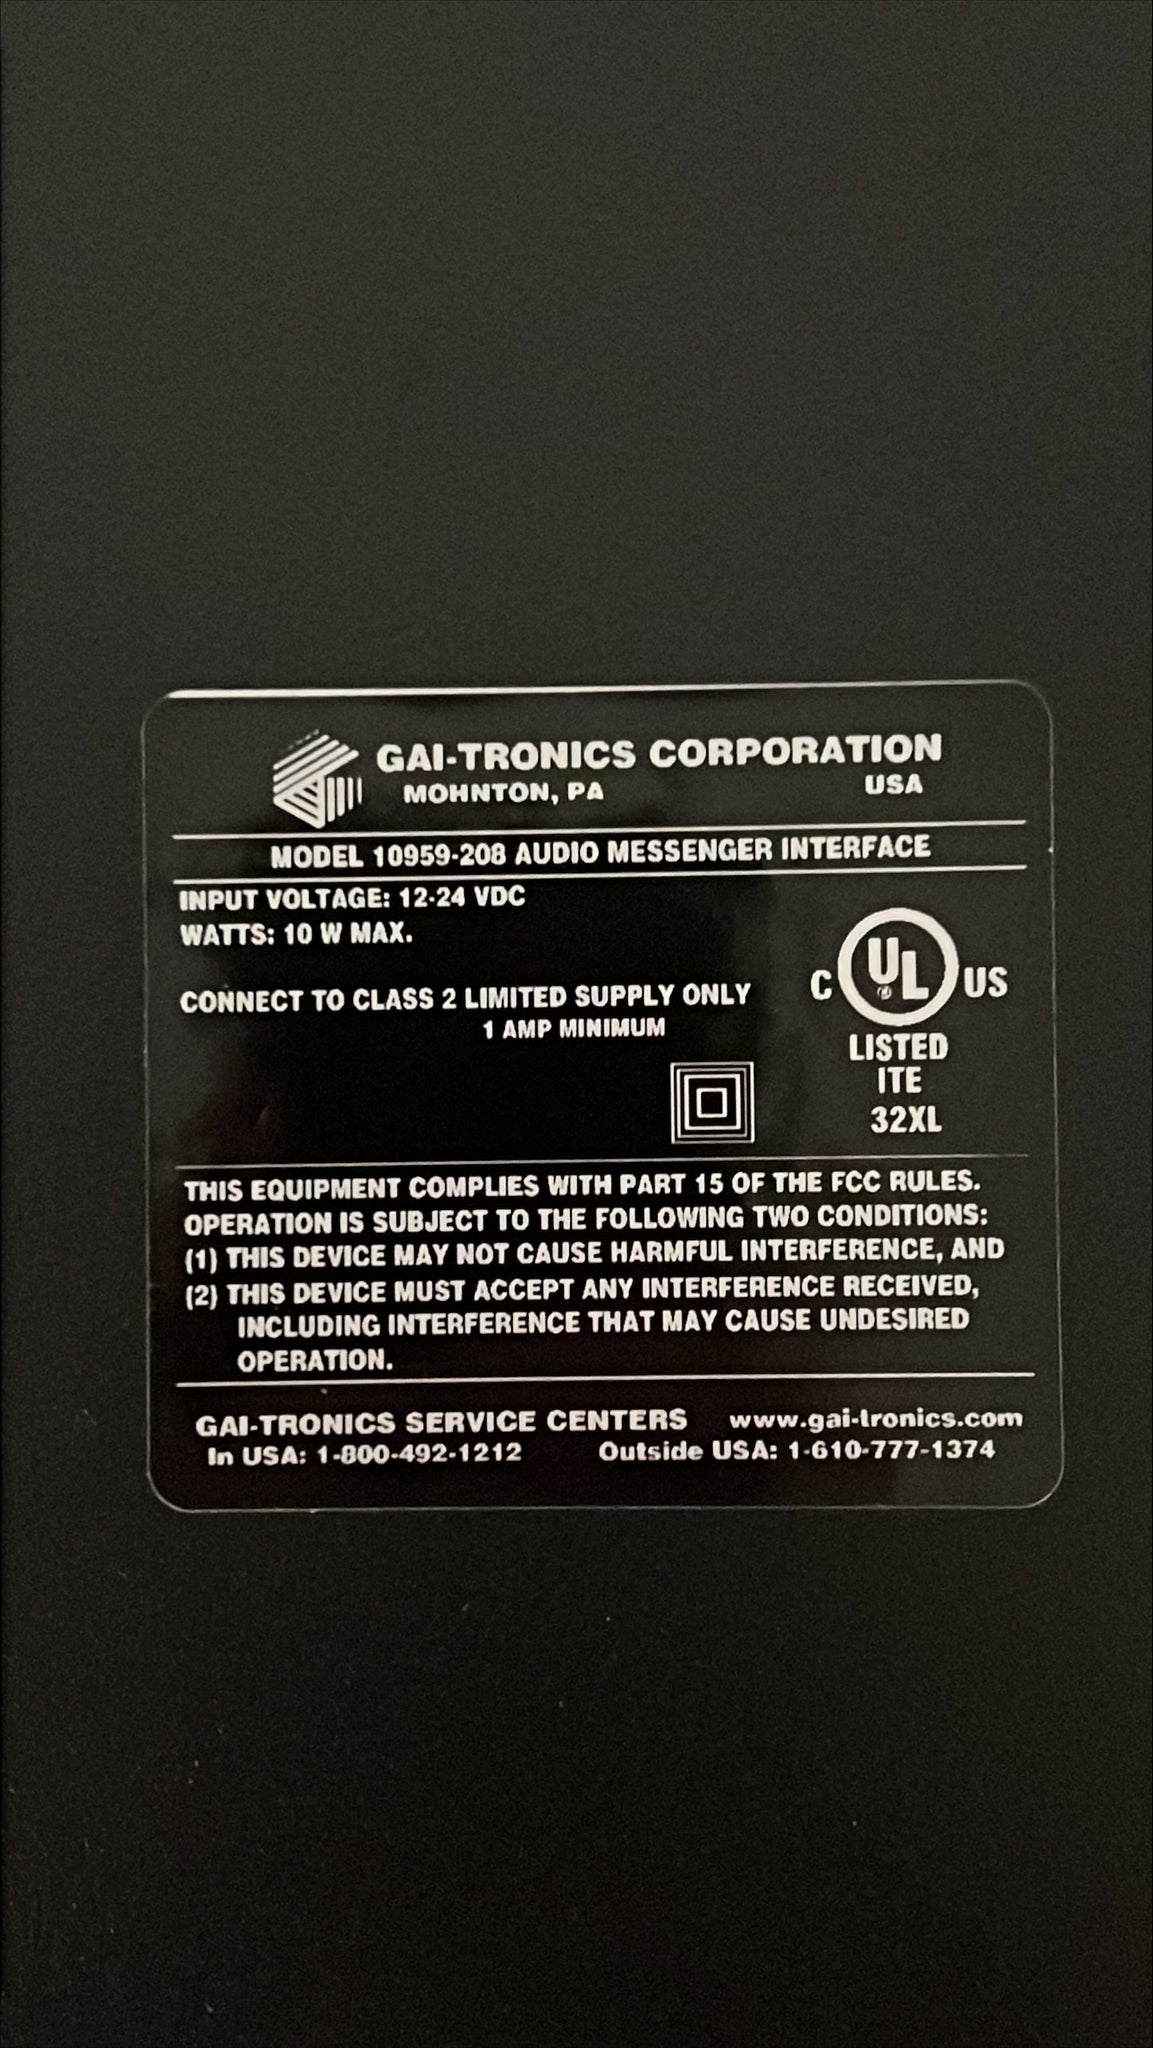 GAI-TRONICS CORPORATION
MOHNTON, PA USA
MODEL 10959-208 AUDIO MESSENGER INTERFACE
INPUT VOLTAGE: 12-24 VDC
WATTS: 10 W MAX.
CONNECT TO CLASS 2 LIMITED SUPPLY ONLY
1 AMP MINIMUM
C UL® US
LISTED
ITE
32XL
THIS EQUIPMENT COMPLIES WITH PART 15 OF THE FCC RULES.
OPERATION IS SUBJECT TO THE FOLLOWING TWO CONDITIONS:
(1) THIS DEVICE MAY NOT CAUSE HARMFUL INTERFERENCE, AND
(2) THIS DEVICE MUST ACCEPT ANY INTERFERENCE RECEIVED,
INCLUDING INTERFERENCE THAT MAY CAUSE UNDESIRED
OPERATION.
GAI-TRONICS SERVICE CENTERS www.gai-tronics.com
In USA: 1-800-492-1212 Outside USA: 1-610-777-1374